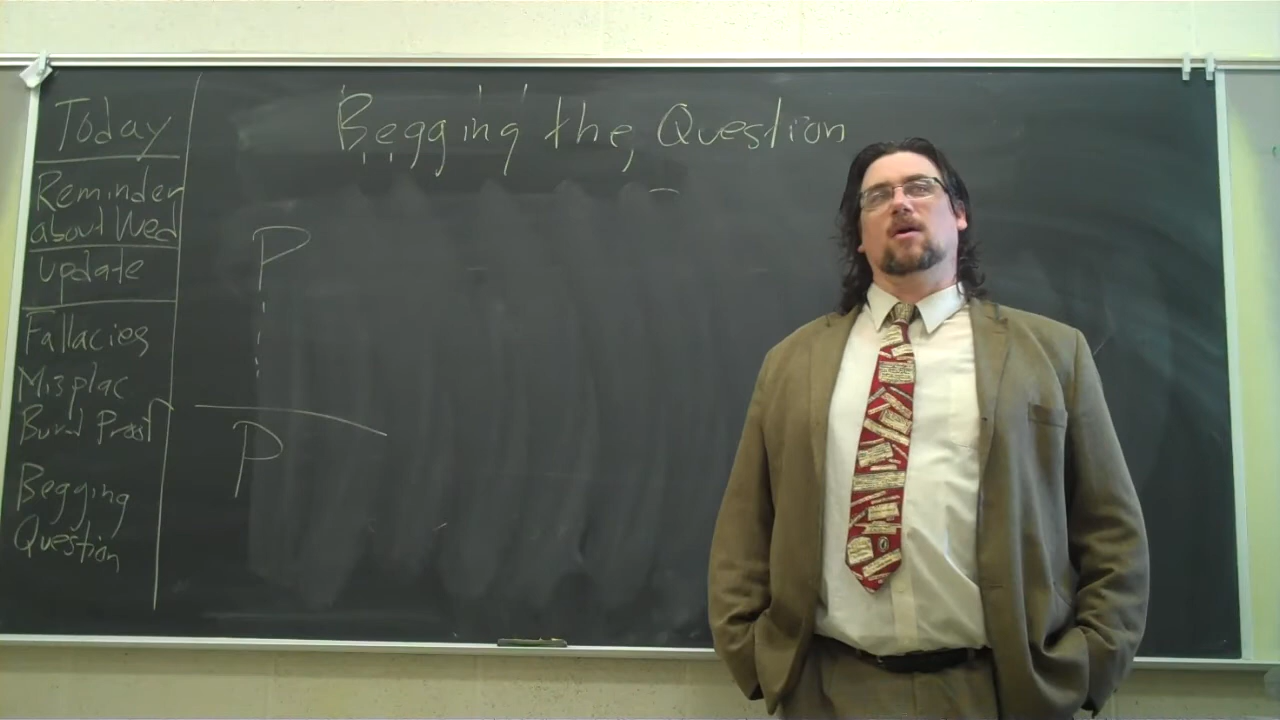 Today
Reminder
about Wed
update
Fallacies
Misplac
Burd Proof
Begging
Question
Begging the Question
P
P